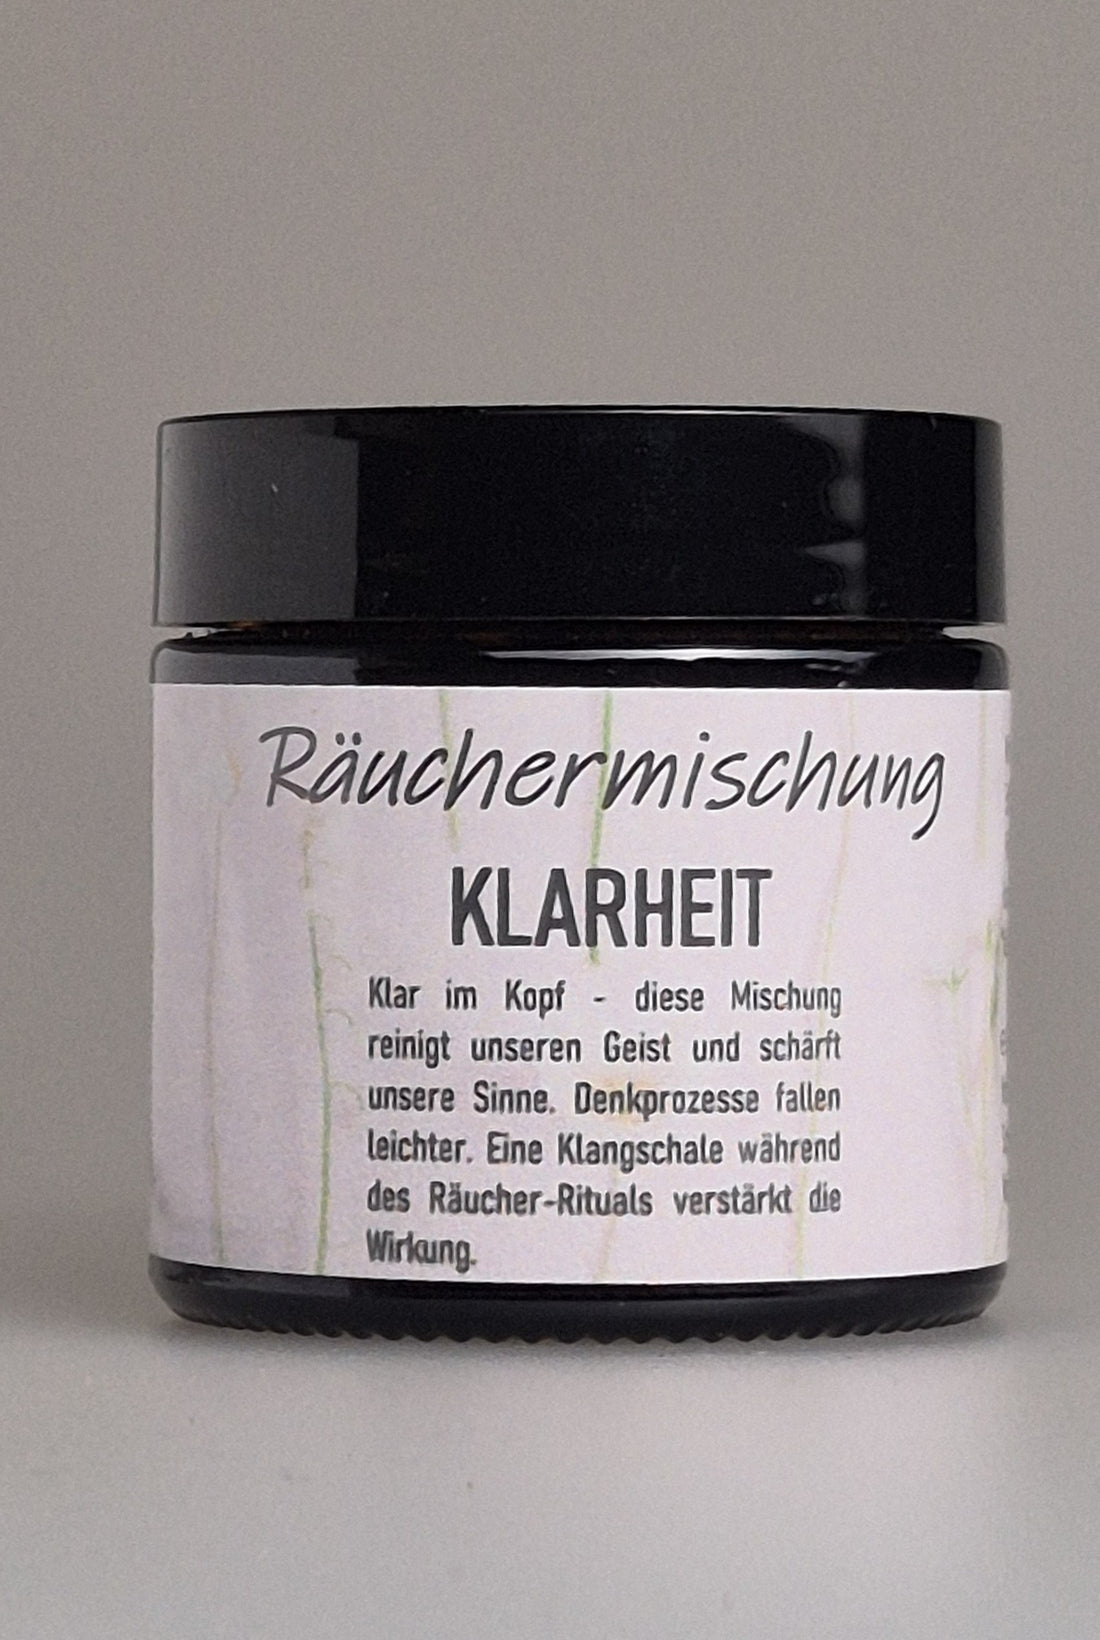 Räuchermischung
KLARHEIT
Klar im Kopf - diese Mischung
reinigt unseren Geist und schärft
unsere Sinne. Denkprozesse fallen
leichter. Eine Klangschale während
des Räucher-Rituals verstärkt die
Wirkung.